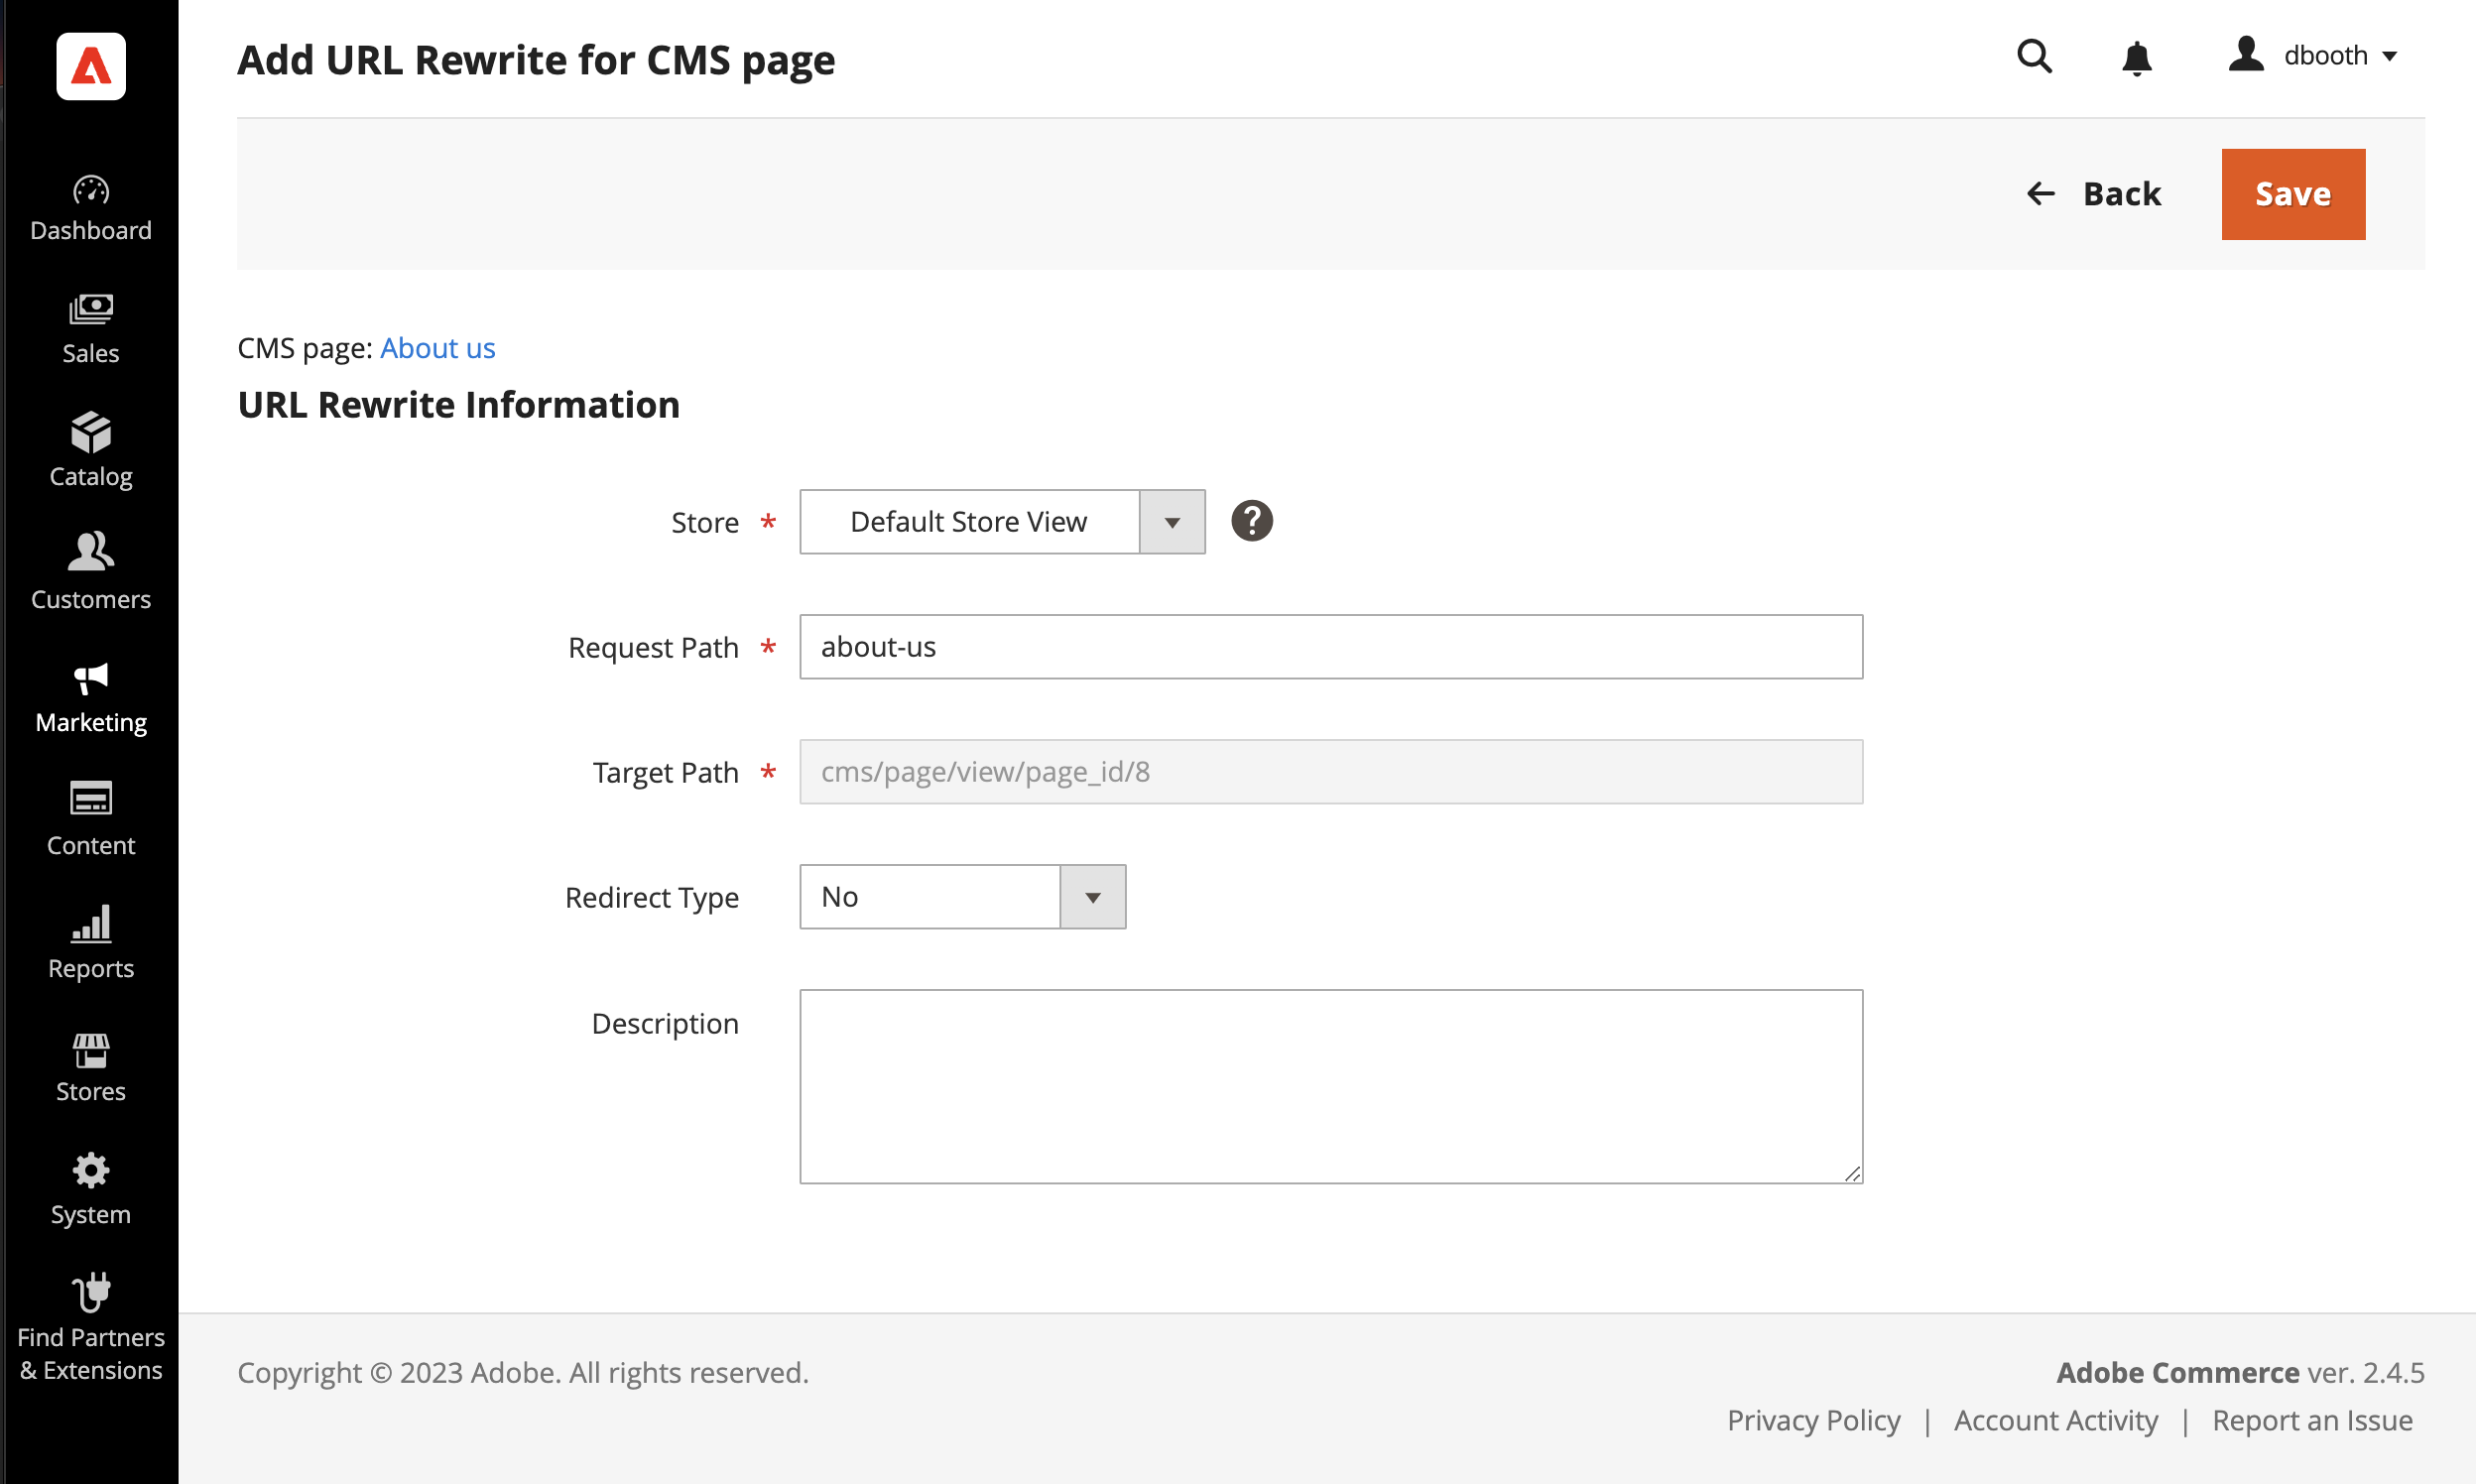 Add URL Rewrite for CMS page
dbooth
Back
Save
Dashboard
Sales
Catalog
Customers
Marketing
Content
Reports
Stores
System
Find Partners
& Extensions
CMS page: About us
URL Rewrite Information
Store * Default Store View ?
Request Path * about-us
Target Path * cms/page/view/page_id/8
Redirect Type No
Description
Copyright © 2023 Adobe. All rights reserved.
Adobe Commerce ver. 2.4.5
Privacy Policy | Account Activity | Report an Issue